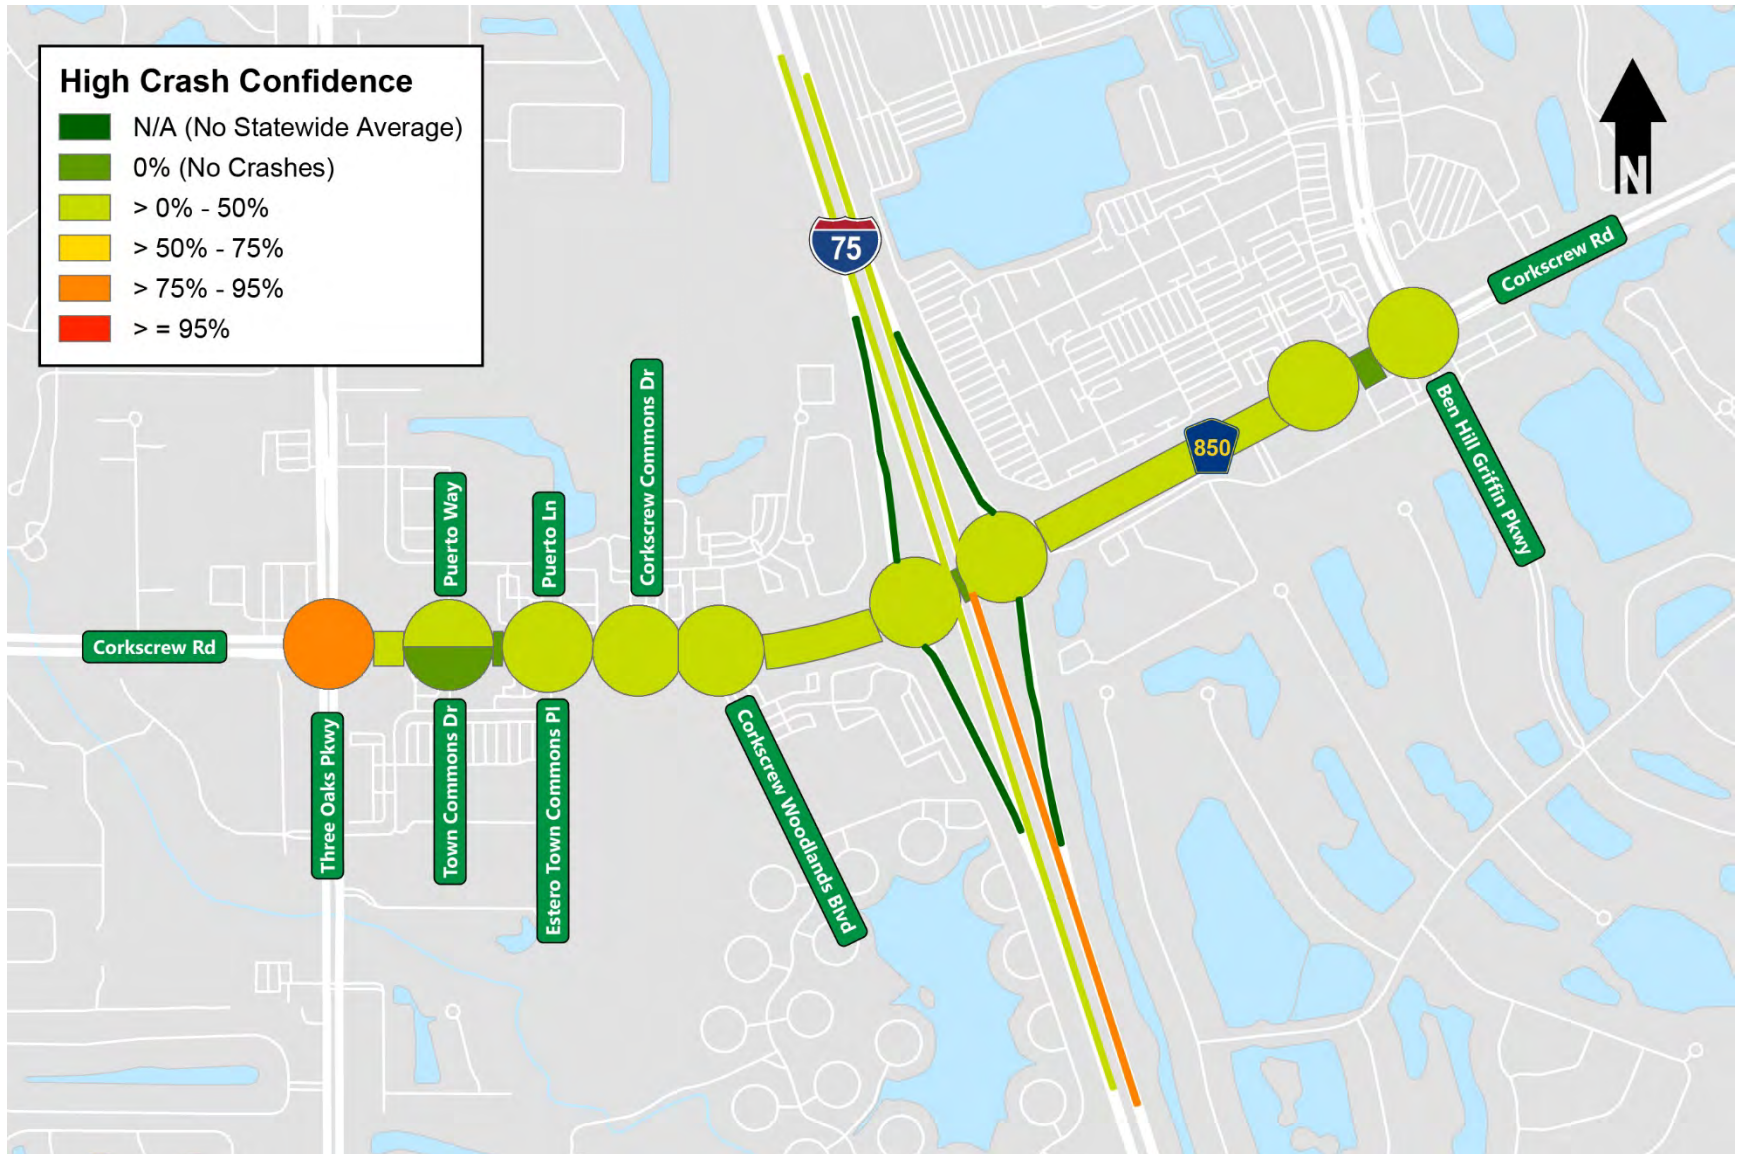 High Crash Confidence
N/A (No Statewide Average)
0% (No Crashes)
> 0% - 50%
> 50% - 75%
> 75% - 95%
> = 95%
N
75
Corkscrew Rd
850
Ben Hill Griffin Pkwy
Corkscrew Commons Dr
Puerto Way
Puerto Ln
Corkscrew Rd
Three Oaks Pkwy
Town Commons Dr
Estero Town Commons Pl
Corkscrew Woodlands Blvd